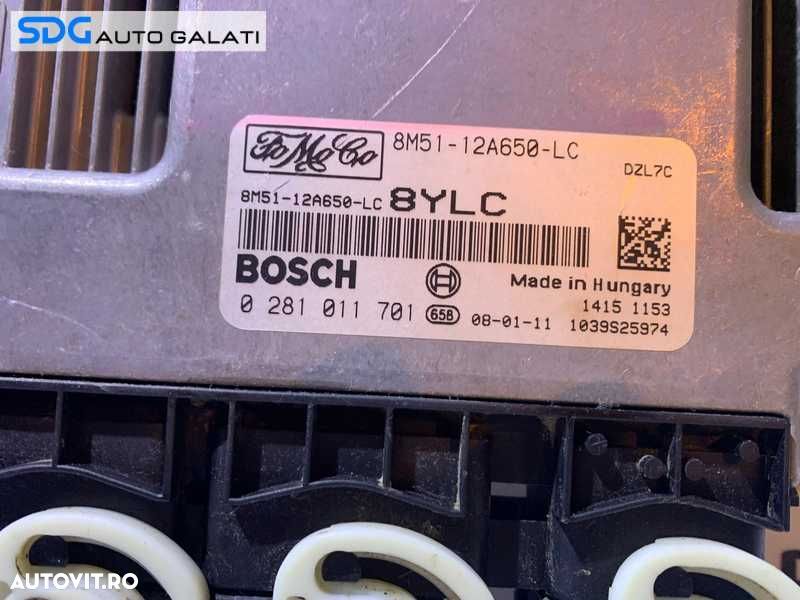 SDG AUTO GALATI
FoMoCo 8M51-12A650-LC
DZL7C
8M51-12A650-LC 8YLC
BOSCH
Made in Hungary
0 281 011 701 65B 08-01-11
1415 1153
1039S25974
AUTOVIT.RO